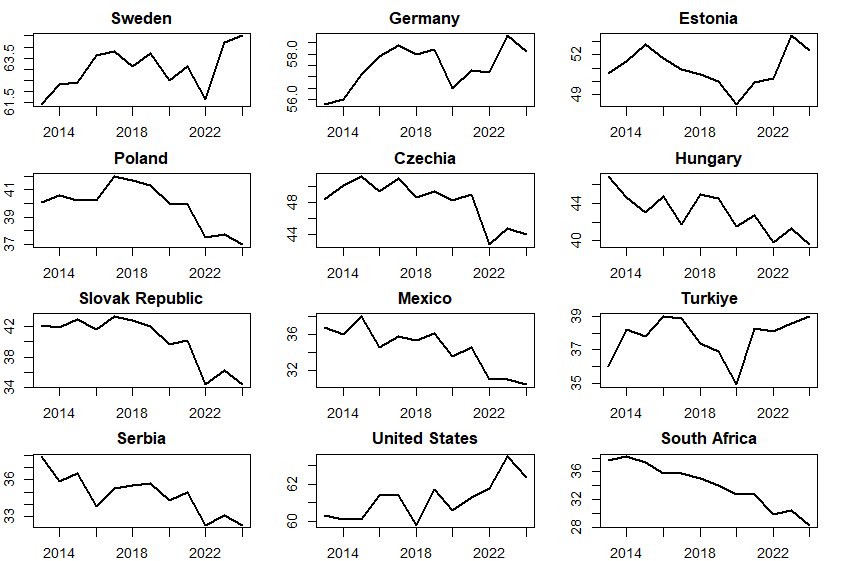 Sweden Germany Estonia
61.5 63.5 56.0 58.0 49 52
2014 2018 2022 2014 2018 2022 2014 2018 2022
Poland Czechia Hungary
37 39 41 44 48 40 44
2014 2018 2022 2014 2018 2022 2014 2018 2022
Slovak Republic Mexico Turkiye
34 38 42 32 36 35 37 39
2014 2018 2022 2014 2018 2022 2014 2018 2022
Serbia United States South Africa
33 36 60 62 28 32 36
2014 2018 2022 2014 2018 2022 2014 2018 2022